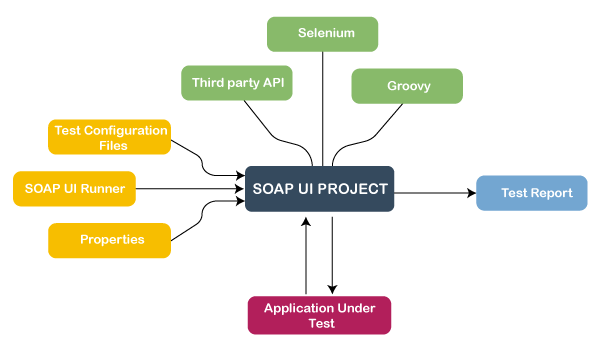 Selenium
Third party API
Groovy
Test Configuration
Files
SOAP UI Runner
SOAP UI PROJECT
Test Report
Properties
Application Under
Test